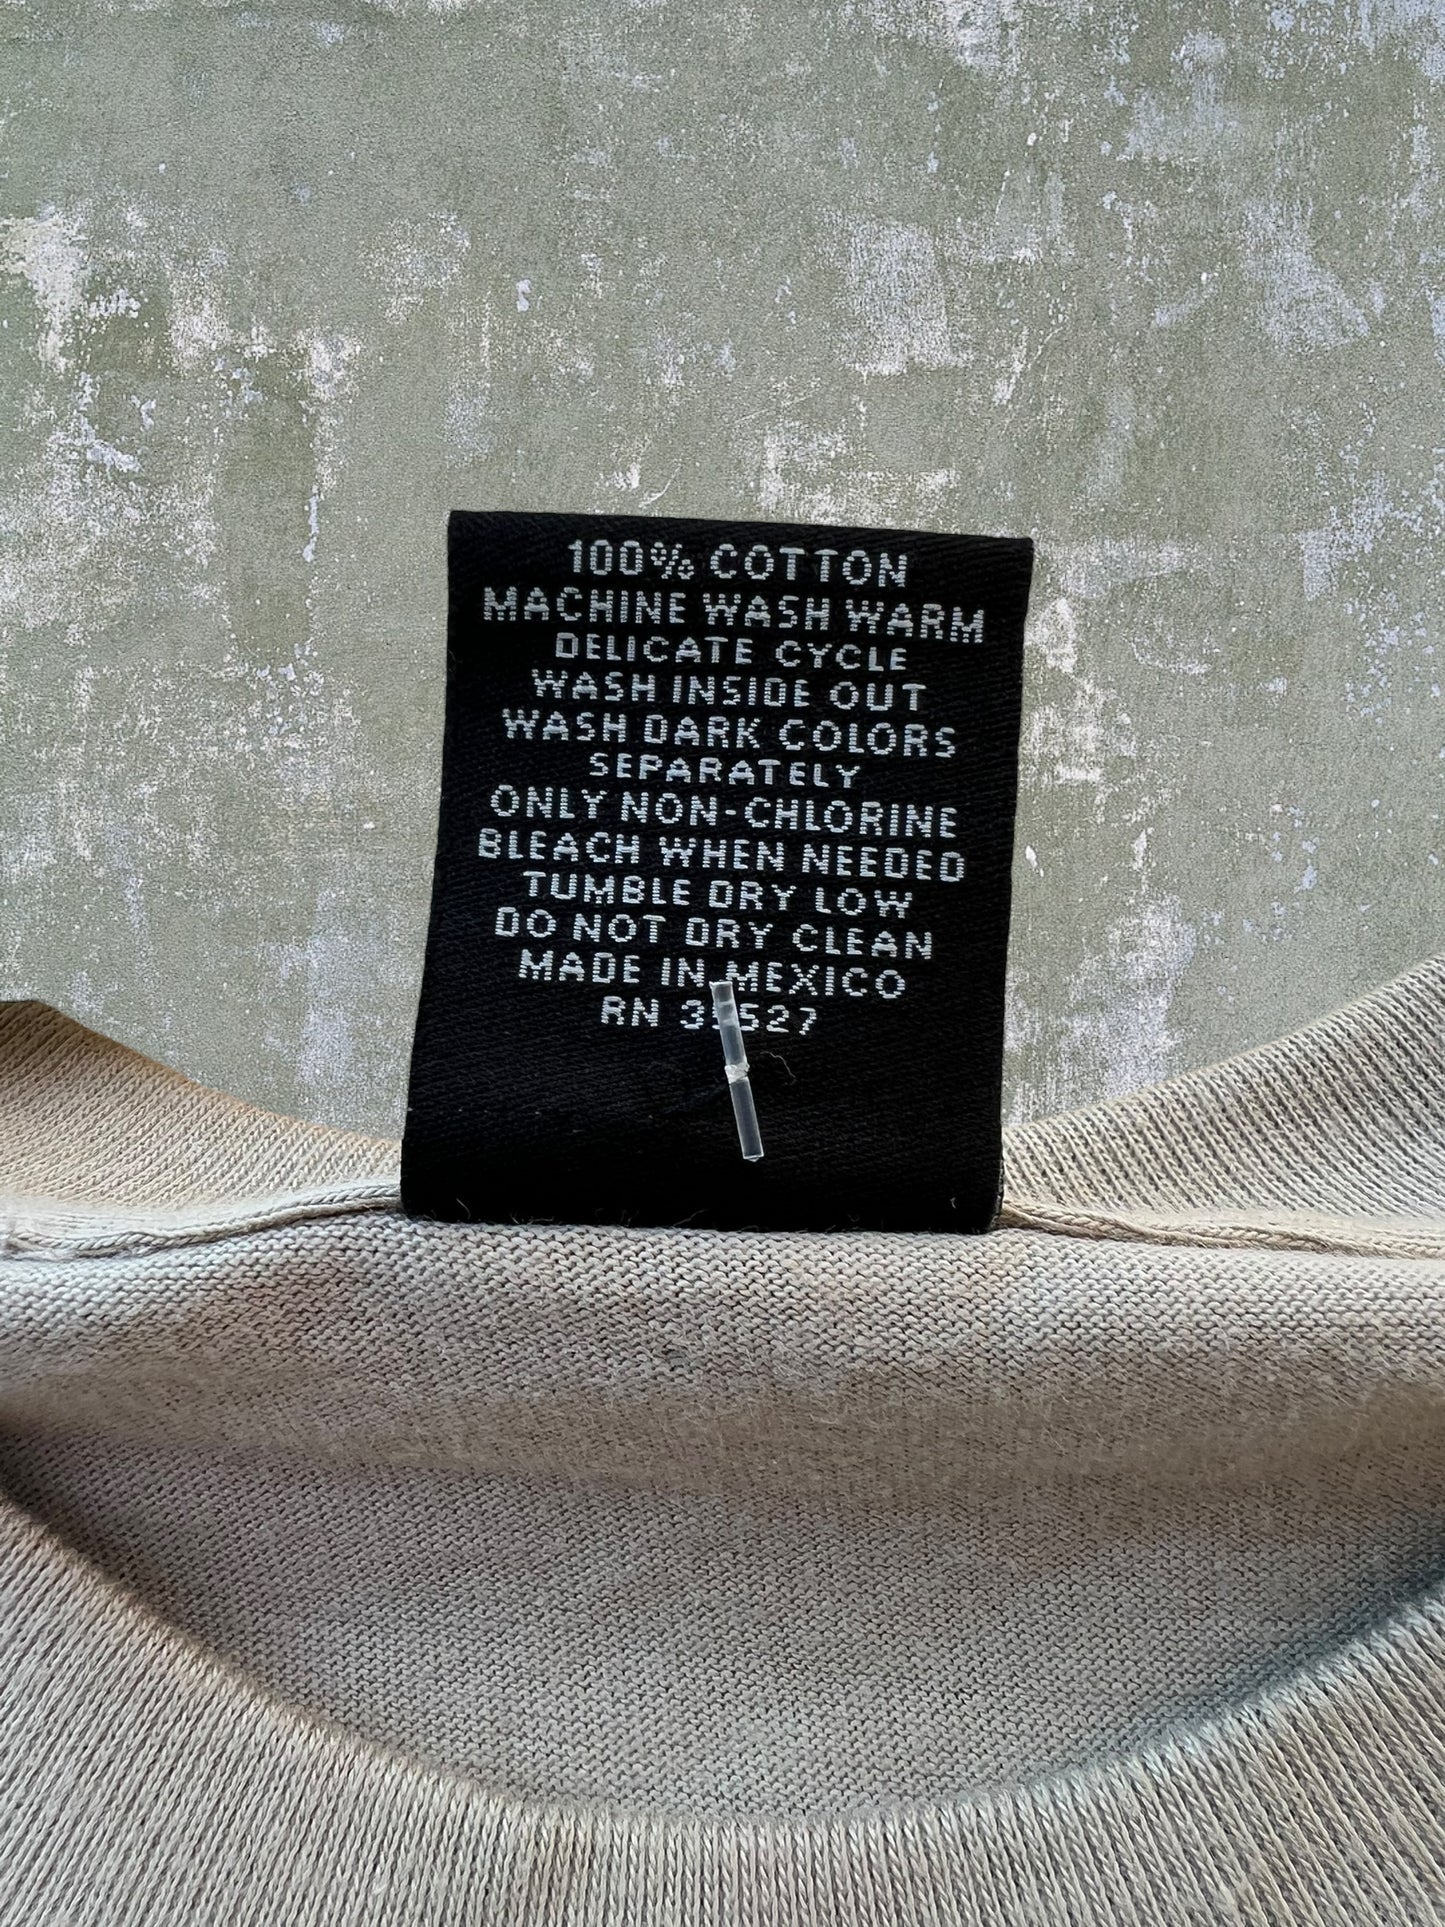 100% COTTON
MACHINE WASH WARM
DELICATE CYCLE
WASH INSIDE OUT
WASH DARK COLORS
SEPARATELY
ONLY NON-CHLORINE
BLEACH WHEN NEEDED
TUMBLE DRY LOW
DO NOT DRY CLEAN
MADE IN MEXICO
RN